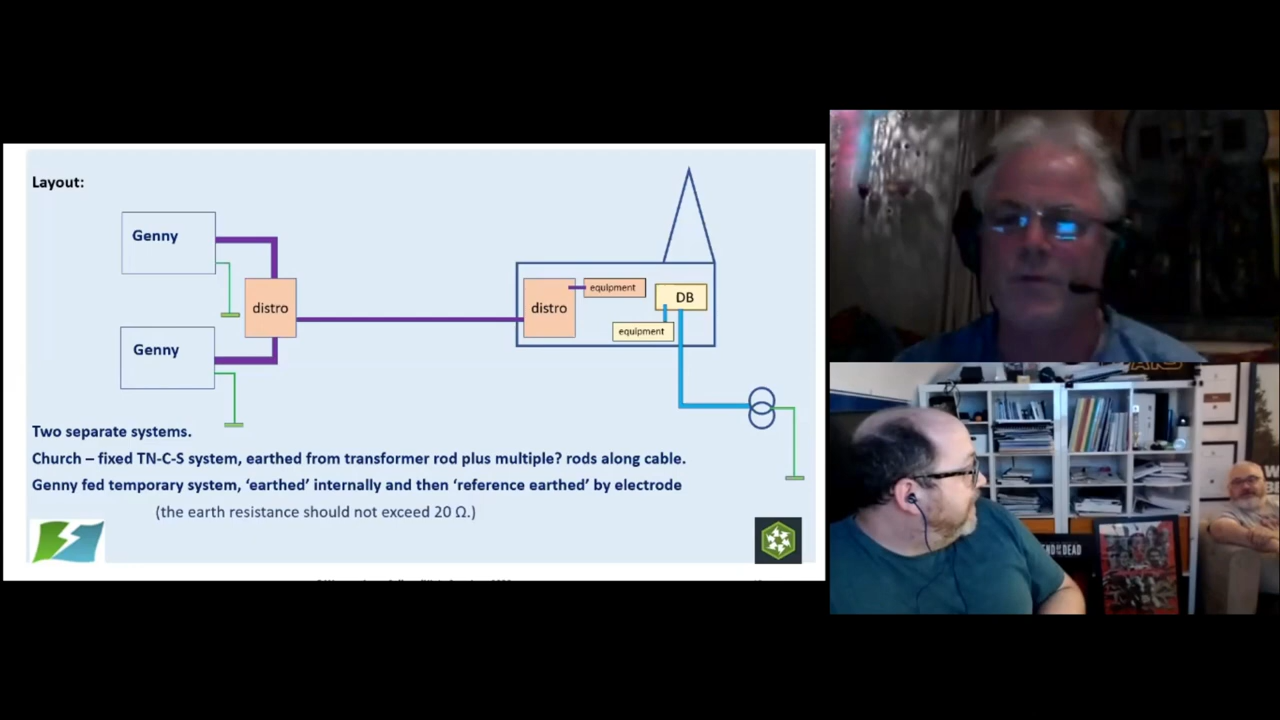 Layout:
Genny
distro
Genny
distro
equipment
DB
equipment
Two separate systems.
Church – fixed TN-C-S system, earthed from transformer rod plus multiple? rods along cable.
Genny fed temporary system, ‘earthed’ internally and then ‘reference earthed’ by electrode
(the earth resistance should not exceed 20 Ω.)